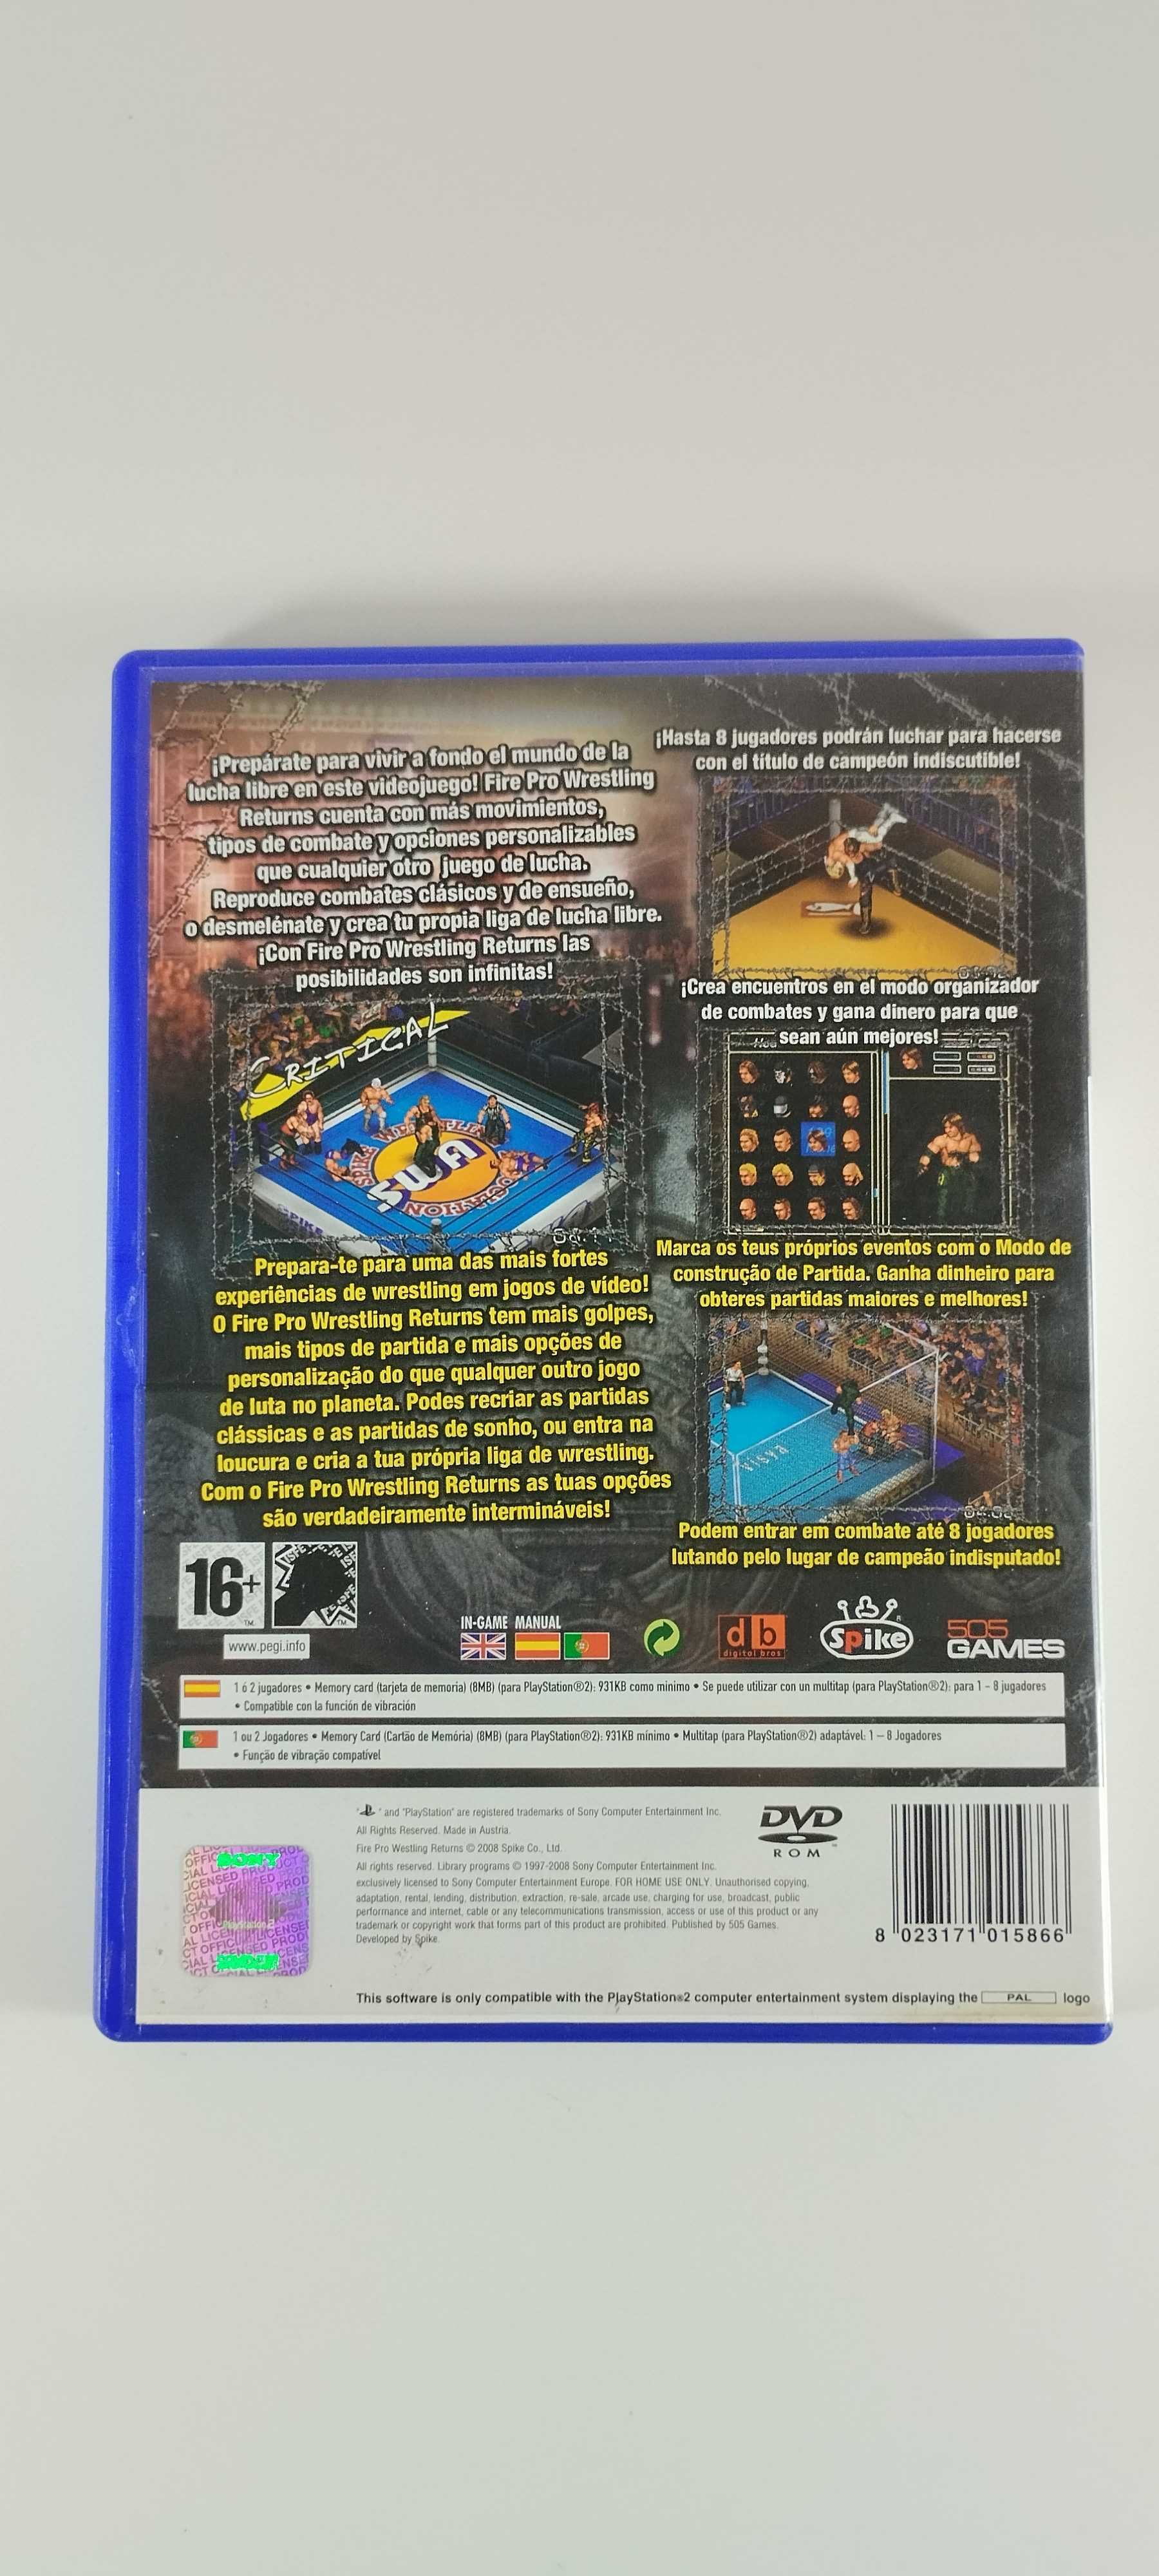 ¡Prepárate para vivir a fondo el mundo de la
lucha libre en este videojuego! Fire Pro Wrestling
Returns cuenta con más movimientos,
tipos de combate y opciones personalizables
que cualquier otro juego de lucha.
Reproduce combates clásicos y de ensueño,
o desmelénate y crea tu propia liga de lucha libre.
¡Con Fire Pro Wrestling Returns las
posibilidades son infinitas!
CRITICAL
SWA
SPIKE
Prepara-te para uma das mais fortes
experiências de wrestling em jogos de vídeo!
O Fire Pro Wrestling Returns tem mais golpes,
mais tipos de partida e mais opções de
personalização do que qualquer outro jogo
de luta no planeta. Podes recriar as partidas
clássicas e as partidas de sonho, ou entra na
loucura e cria a tua própria liga de wrestling.
Com o Fire Pro Wrestling Returns as tuas opções
são verdadeiramente intermináveis!
¡Hasta 8 jugadores podrán luchar para hacerse
con el título de campeón indiscutible!
¡Crea encuentros en el modo organizador
de combates y gana dinero para que
sean aún mejores!
Marca os teus próprios eventos com o Modo de
construção de Partida. Ganha dinheiro para
obteres partidas maiores e melhores!
Podem entrar em combate até 8 jogadores
lutando pelo lugar de campeão indisputado!
16+
www.pegi.info
IN-GAME MANUAL
db
digital bros
Spike
505
GAMES
1 ó 2 jugadores • Memory card (tarjeta de memoria) (8MB) (para PlayStation®2): 931KB como mínimo • Se puede utilizar con un multitap (para PlayStation®2): para 1 – 8 jugadores
• Compatible con la función de vibración
1 ou 2 Jogadores • Memory Card (Cartão de Memória) (8MB) (para PlayStation®2): 931KB mínimo • Multitap (para PlayStation®2) adaptável: 1 – 8 Jogadores
• Função de vibração compatível
" " and "PlayStation" are registered trademarks of Sony Computer Entertainment Inc.
All Rights Reserved. Made in Austria.
Fire Pro Westling Returns © 2008 Spike Co., Ltd.
All rights reserved. Library programs © 1997-2008 Sony Computer Entertainment Inc.
exclusively licensed to Sony Computer Entertainment Europe. FOR HOME USE ONLY. Unauthorised copying,
adaptation, rental, lending, distribution, extraction, re-sale, arcade use, charging for use, broadcast, public
performance and internet, cable or any telecommunications transmission, access or use of this product or any
trademark or copyright work that forms part of this product are prohibited. Published by 505 Games.
Developed by Spike.
DVD
ROM
SONY
PlayStation 2
8 023171 015866
This software is only compatible with the PlayStation®2 computer entertainment system displaying the PAL logo